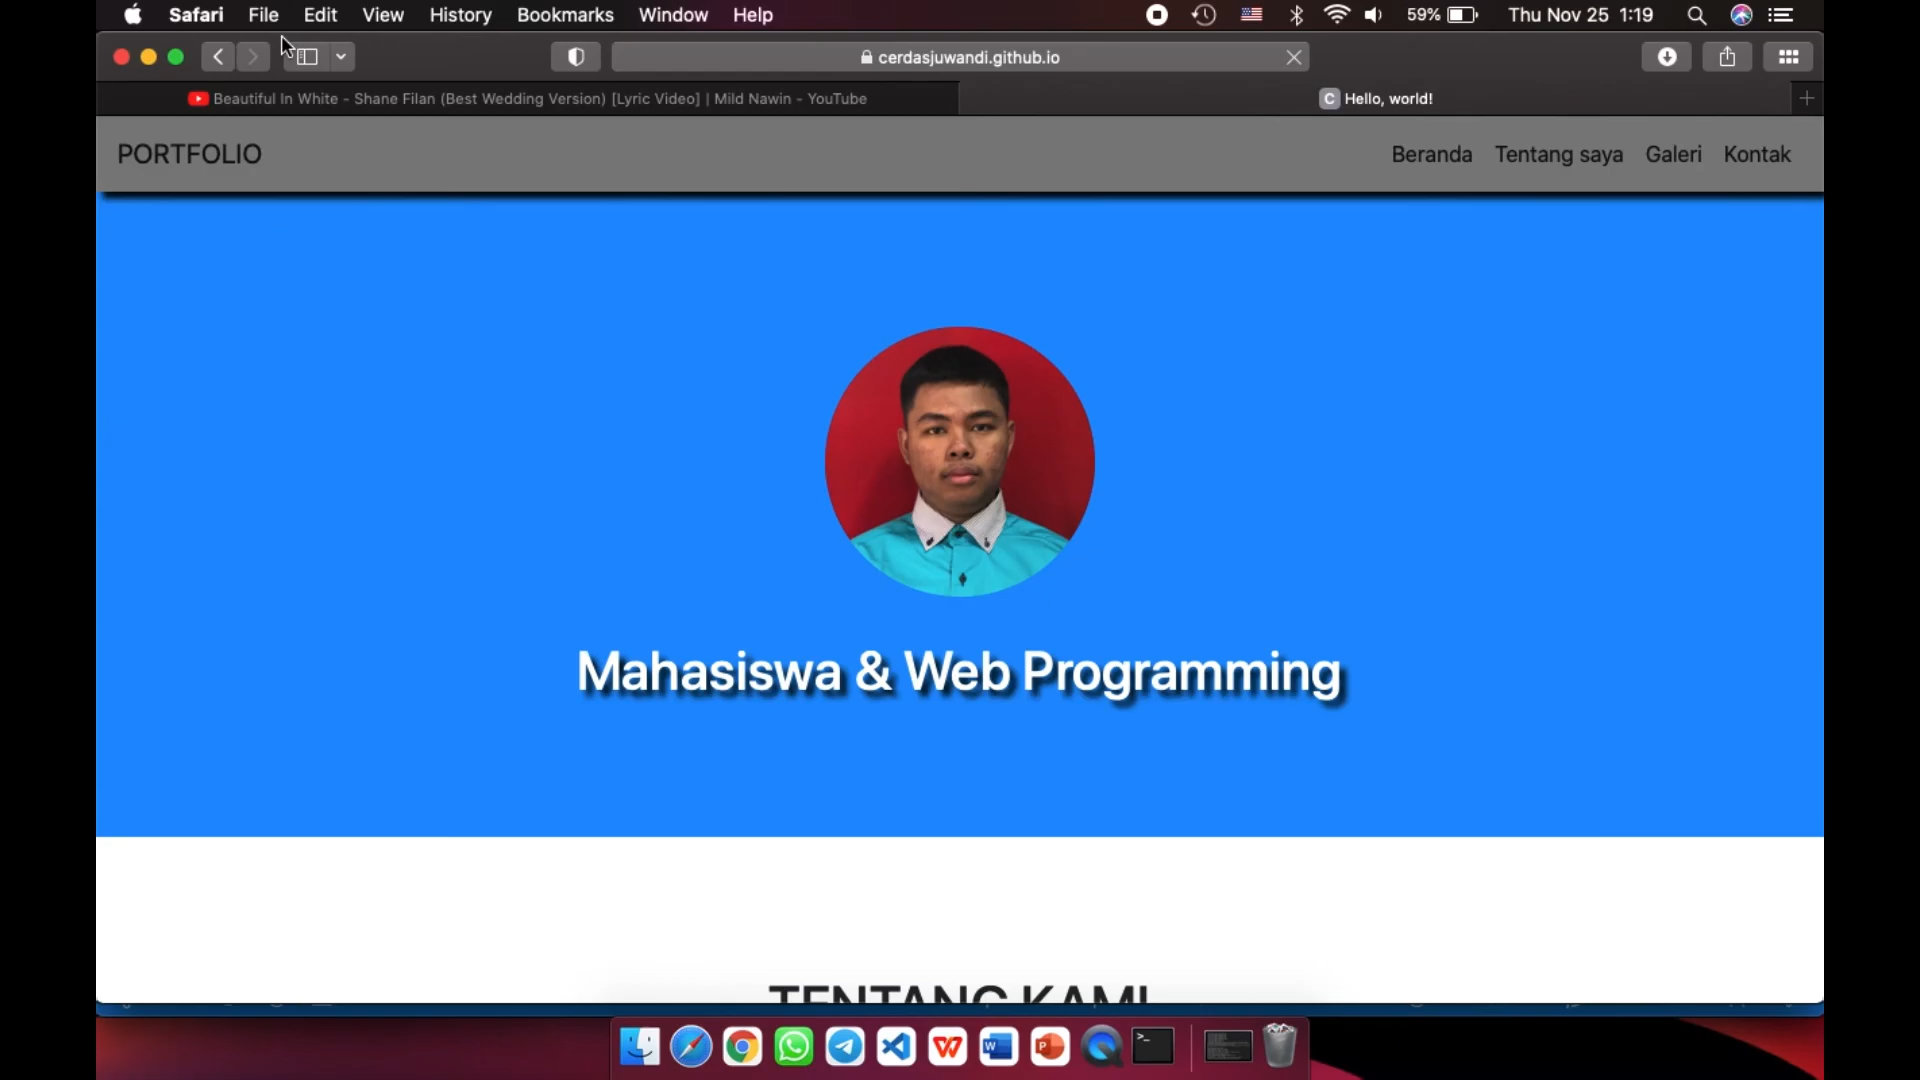 Safari File Edit View History Bookmarks Window Help 59% Thu Nov 25 1:19
cerdasjuwandi.github.io
Beautiful In White - Shane Filan (Best Wedding Version) [Lyric Video] | Mild Nawin - YouTube
C Hello, world!
PORTFOLIO Beranda Tentang saya Galeri Kontak
Mahasiswa & Web Programming
TENTANG KAMI